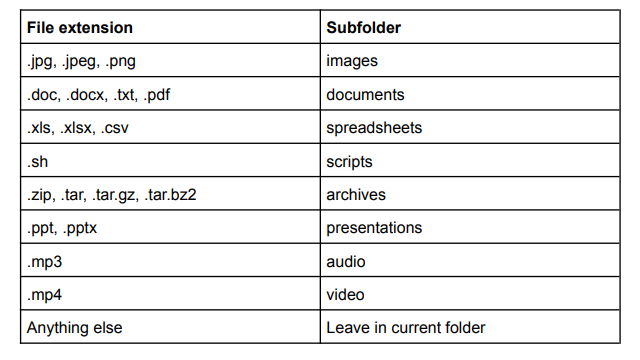 File extension Subfolder
.jpg, .jpeg, .png images
.doc, .docx, .txt, .pdf documents
.xls, .xlsx, .csv spreadsheets
.sh scripts
.zip, .tar, .tar.gz, .tar.bz2 archives
.ppt, .pptx presentations
.mp3 audio
.mp4 video
Anything else Leave in current folder